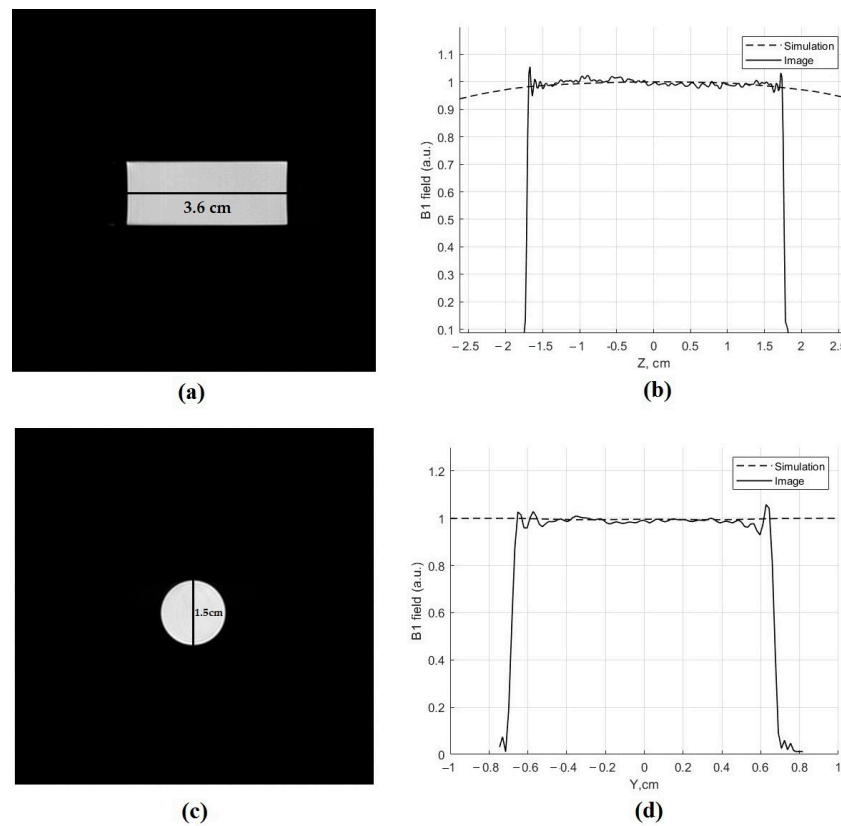 3.6 cm
(a)
1.1
1
0.9
0.8
0.7
0.6
0.5
0.4
0.3
0.2
0.1
B1 field (a.u.)
Simulation
Image
−2.5 −2 −1.5 −1 -0.5 0 0.5 1 1.5 2 2.5
Z, cm
(b)
1.5cm
(c)
1.2
1
0.8
0.6
0.4
0.2
0
B1 field (a.u.)
Simulation
Image
−1 −0.8 −0.6 −0.4 −0.2 0 0.2 0.4 0.6 0.8 1
Y,cm
(d)